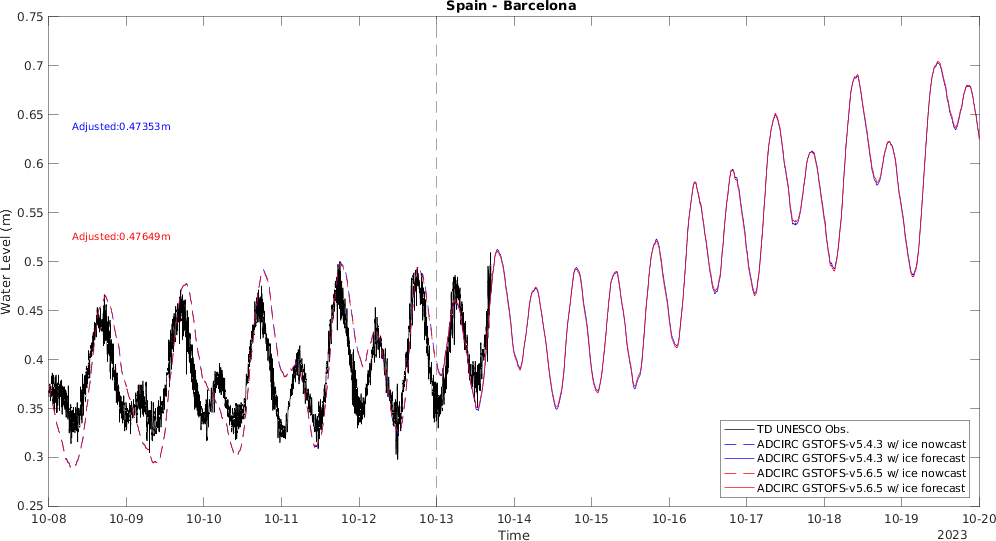 Spain - Barcelona
0.75
0.7
0.65
0.6
0.55
0.5
0.45
0.4
0.35
0.3
0.25
Water Level (m)
Adjusted:0.47353m
Adjusted:0.47649m
TD UNESCO Obs.
ADCIRC GSTOFS-v5.4.3 w/ ice nowcast
ADCIRC GSTOFS-v5.4.3 w/ ice forecast
ADCIRC GSTOFS-v5.6.5 w/ ice nowcast
ADCIRC GSTOFS-v5.6.5 w/ ice forecast
10-08 10-09 10-10 10-11 10-12 10-13 10-14 10-15 10-16 10-17 10-18 10-19 10-20
Time
2023